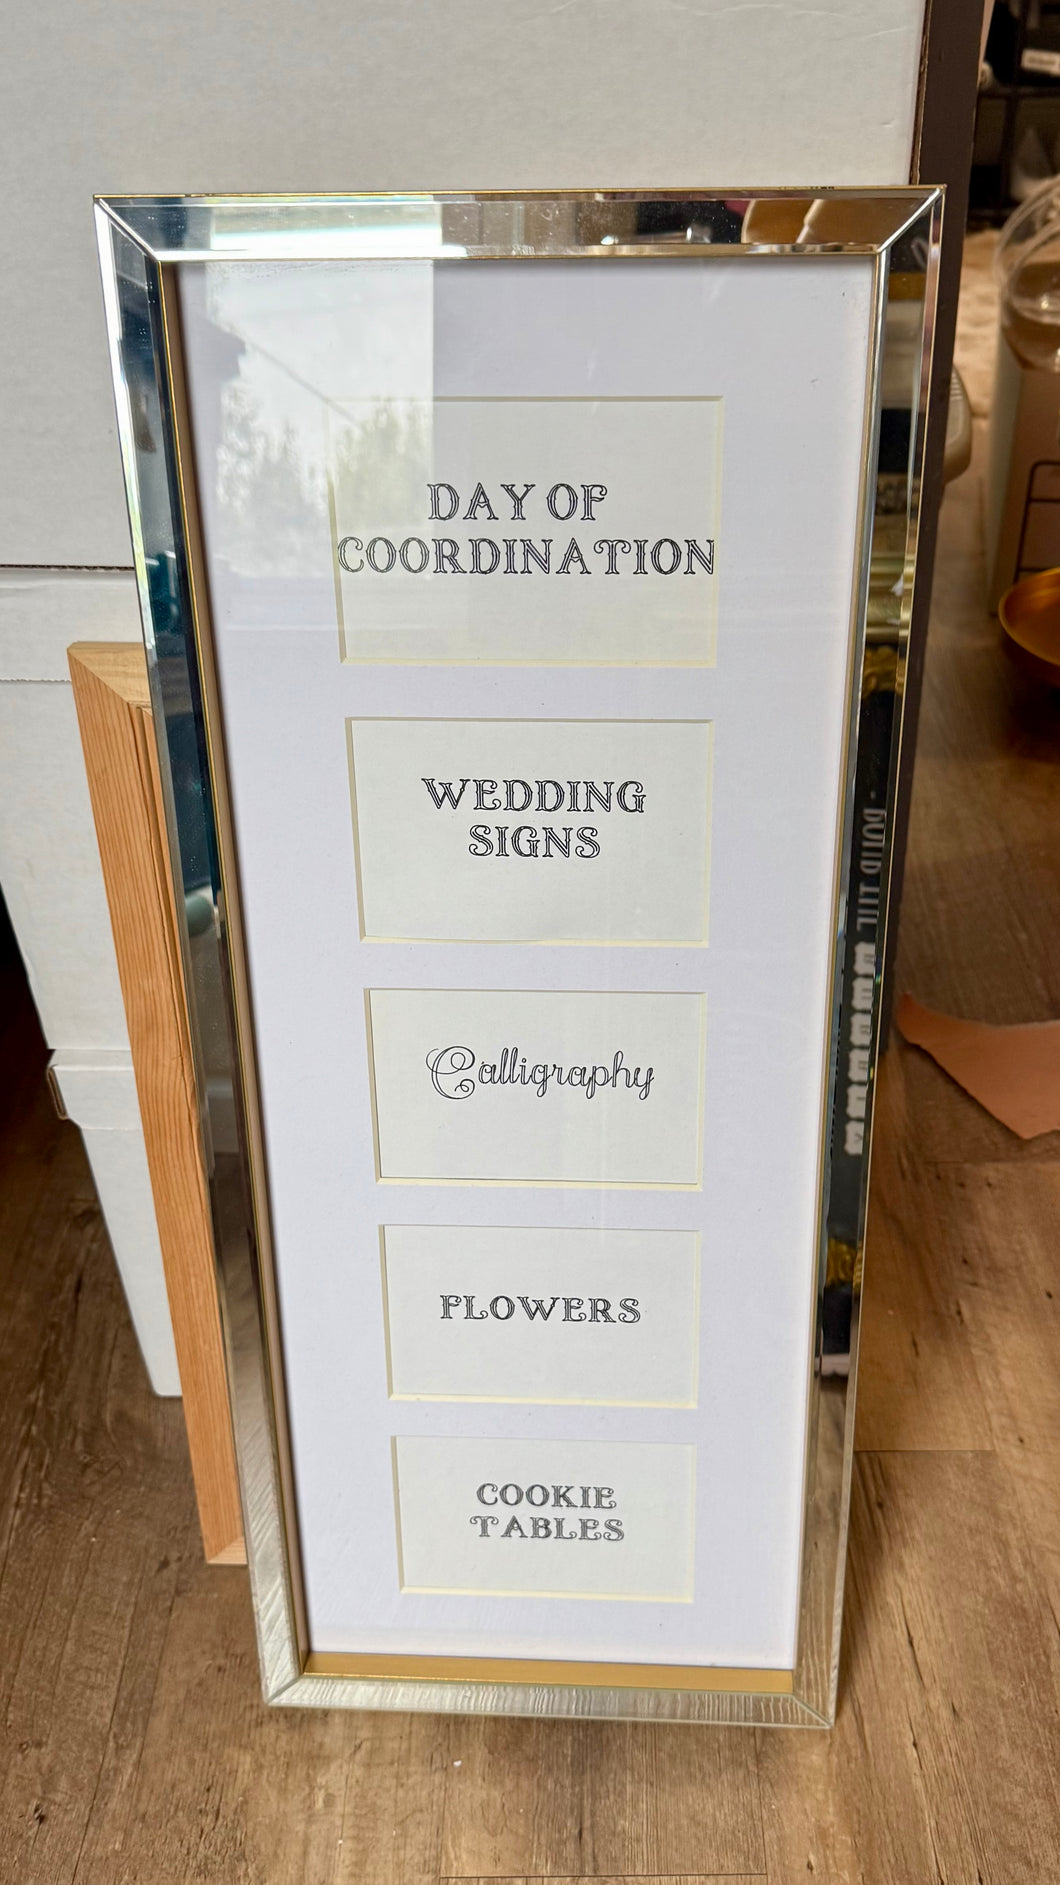 DAY OF
COORDINATION
WEDDING
SIGNS
Calligraphy
FLOWERS
COOKIE
TABLES